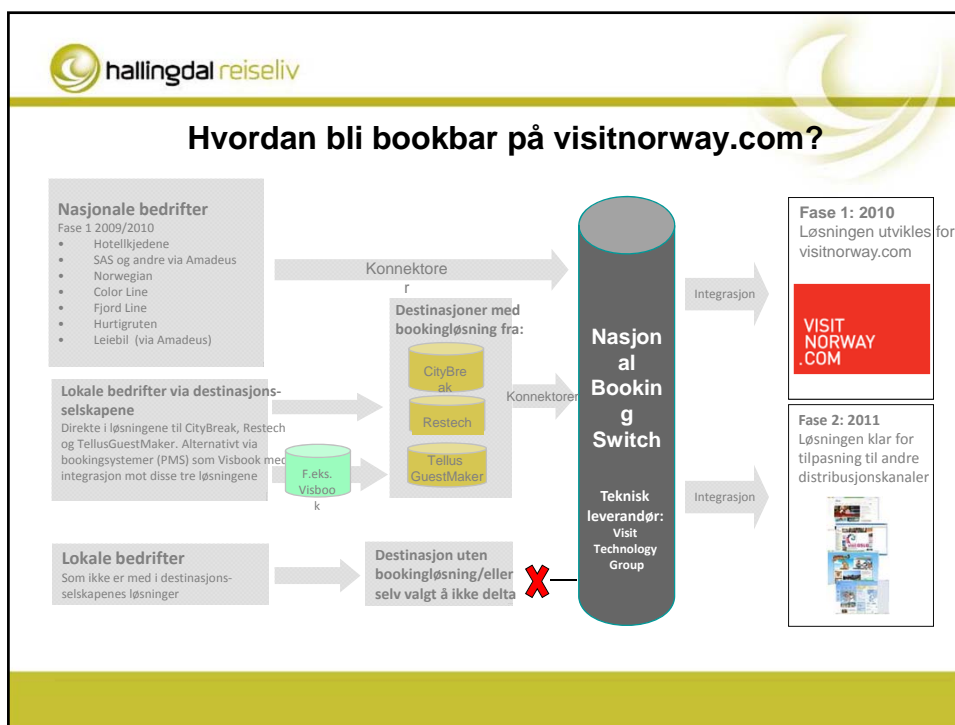 hallingdal reiseliv
Hvordan bli bookbar på visitnorway.com?
Nasjonale bedrifter
Fase 1 2009/2010
• Hotellkjedene
• SAS og andre via Amadeus
• Norwegian
• Color Line
• Fjord Line
• Hurtigruten
• Leiebil (via Amadeus)
Konnektore
r
Lokale bedrifter via destinasjons-
selskapene
Direkte i løsningene til CityBreak, Restech
og TellusGuestMaker. Alternativt via
bookingsystemer (PMS) som Visbook med
integrasjon mot disse tre løsningene
F.eks.
Visboo
k
Destinasjoner med
bookingløsning fra:
CityBre
ak
Restech
Tellus
GuestMaker
Konnektorer
Lokale bedrifter
Som ikke er med i destinasjons-
selskapenes løsninger
Destinasjon uten
bookingløsning/eller
selv valgt å ikke delta
X
Nasjon
al
Bookin
g
Switch
Teknisk
leverandør:
Visit
Technology
Group
Integrasjon
Integrasjon
Fase 1: 2010
Løsningen utvikles for
visitnorway.com
VISIT
NORWAY
.COM
Fase 2: 2011
Løsningen klar for
tilpasning til andre
distribusjonskanaler